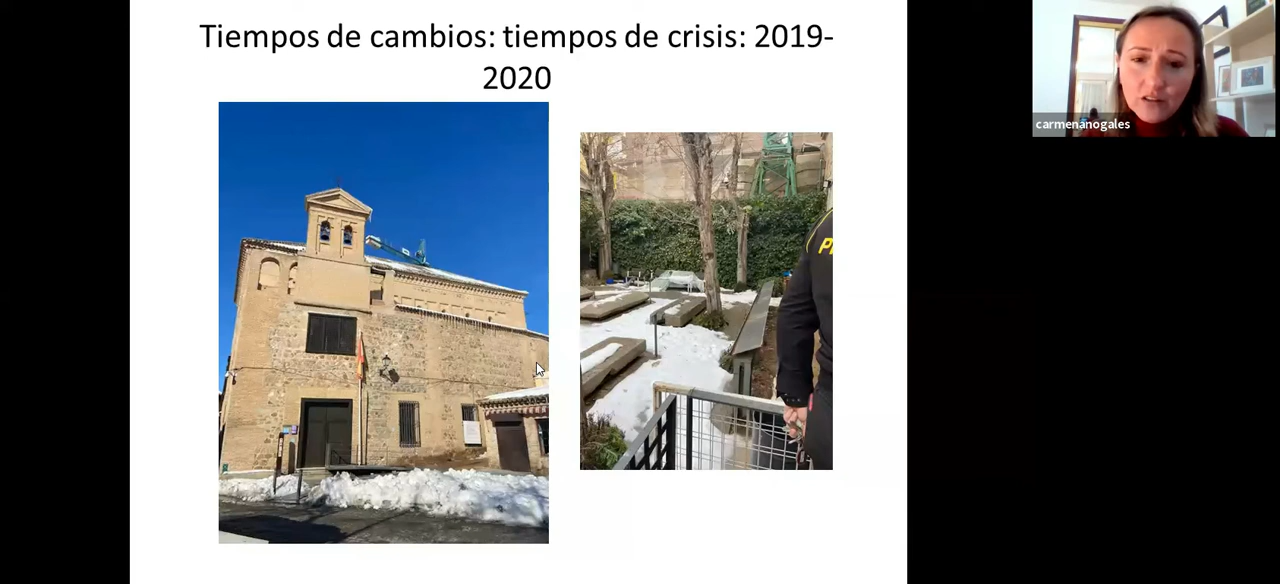 Tiempos de cambios: tiempos de crisis: 2019-
2020
carmenanogales